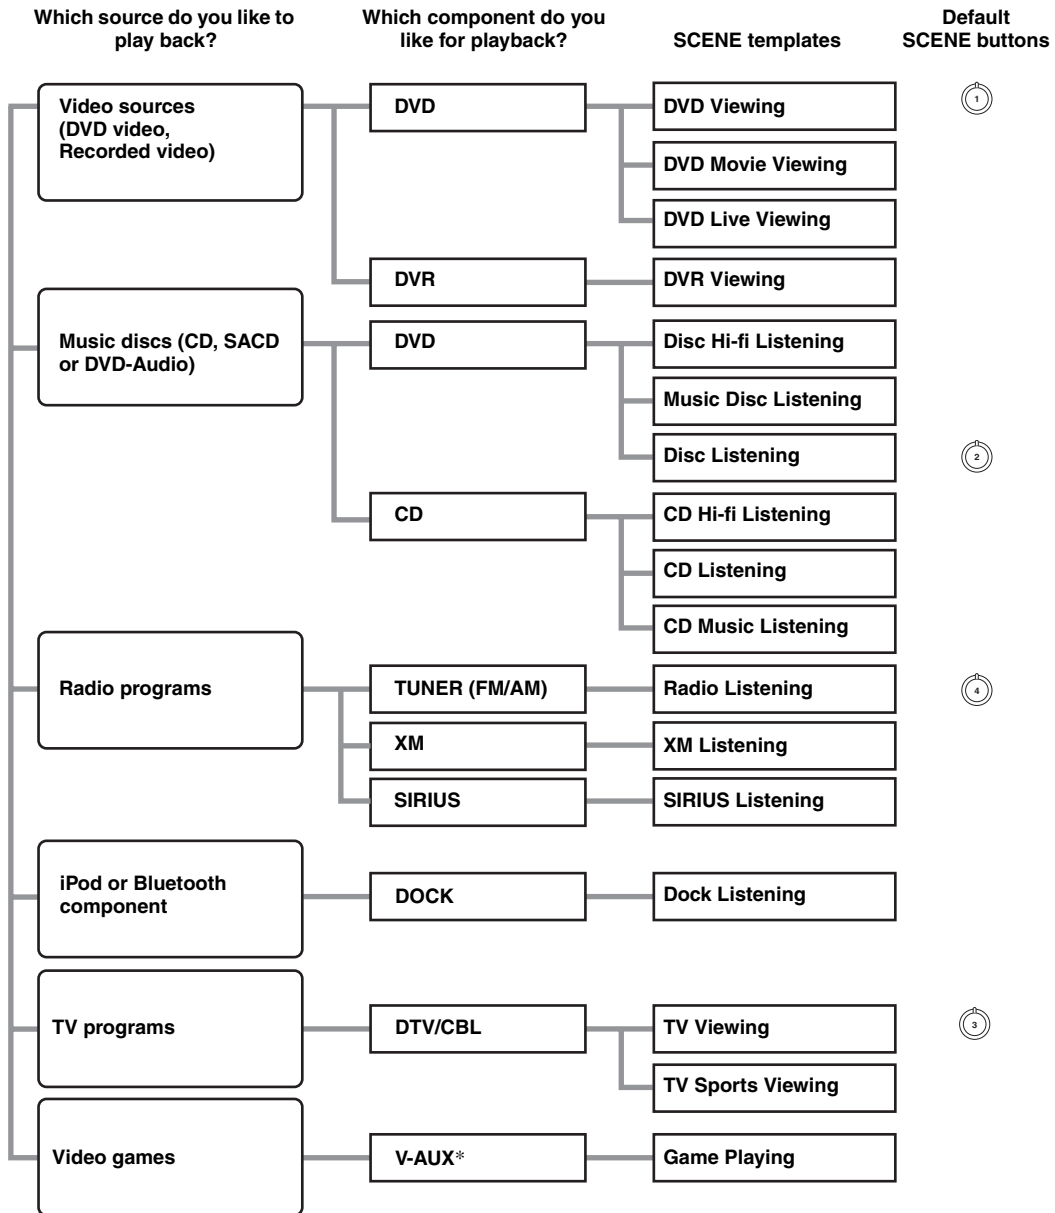 Which source do you like to
play back?
Which component do you
like for playback?
SCENE templates
Default
SCENE buttons
Video sources
(DVD video,
Recorded video)
DVD
DVD Viewing
1
DVD Movie Viewing
DVD Live Viewing
DVR
DVR Viewing
Music discs (CD, SACD
or DVD-Audio)
DVD
Disc Hi-fi Listening
Music Disc Listening
Disc Listening
2
CD
CD Hi-fi Listening
CD Listening
CD Music Listening
Radio programs
TUNER (FM/AM)
Radio Listening
4
XM
XM Listening
SIRIUS
SIRIUS Listening
iPod or Bluetooth
component
DOCK
Dock Listening
TV programs
DTV/CBL
TV Viewing
3
TV Sports Viewing
Video games
V-AUX*
Game Playing